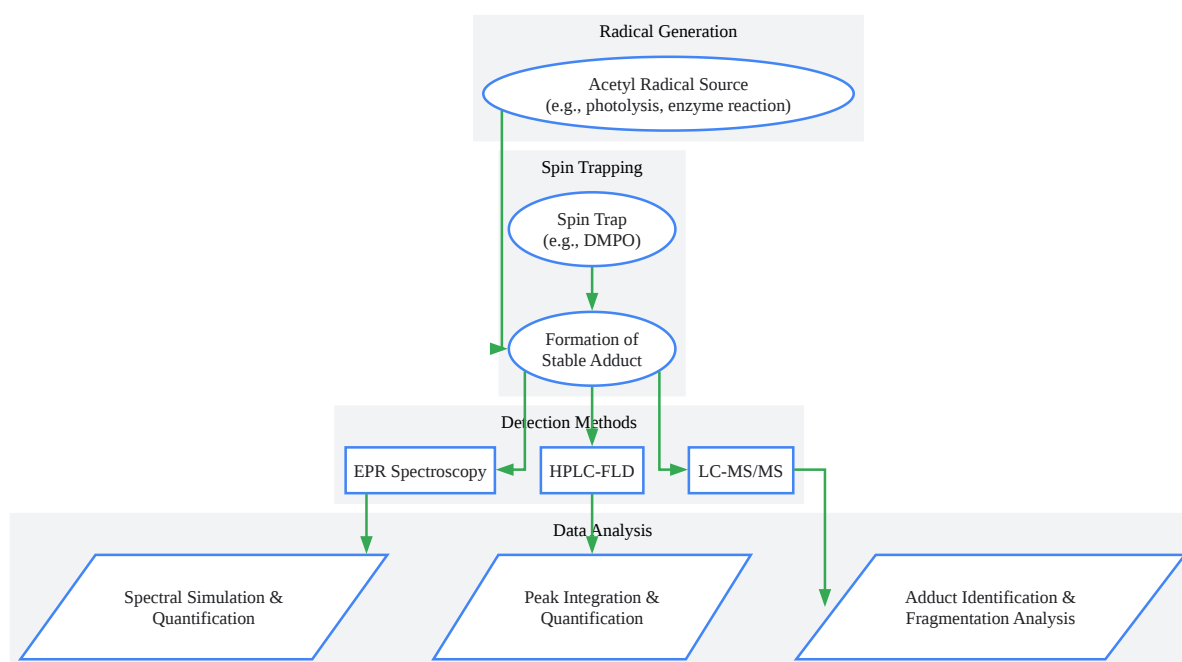 Radical Generation
Acetyl Radical Source
(e.g., photolysis, enzyme reaction)
Spin Trapping
Spin Trap
(e.g., DMPO)
Formation of
Stable Adduct
Detection Methods
EPR Spectroscopy
HPLC-FLD
LC-MS/MS
Data Analysis
Spectral Simulation &
Quantification
Peak Integration &
Quantification
Adduct Identification &
Fragmentation Analysis